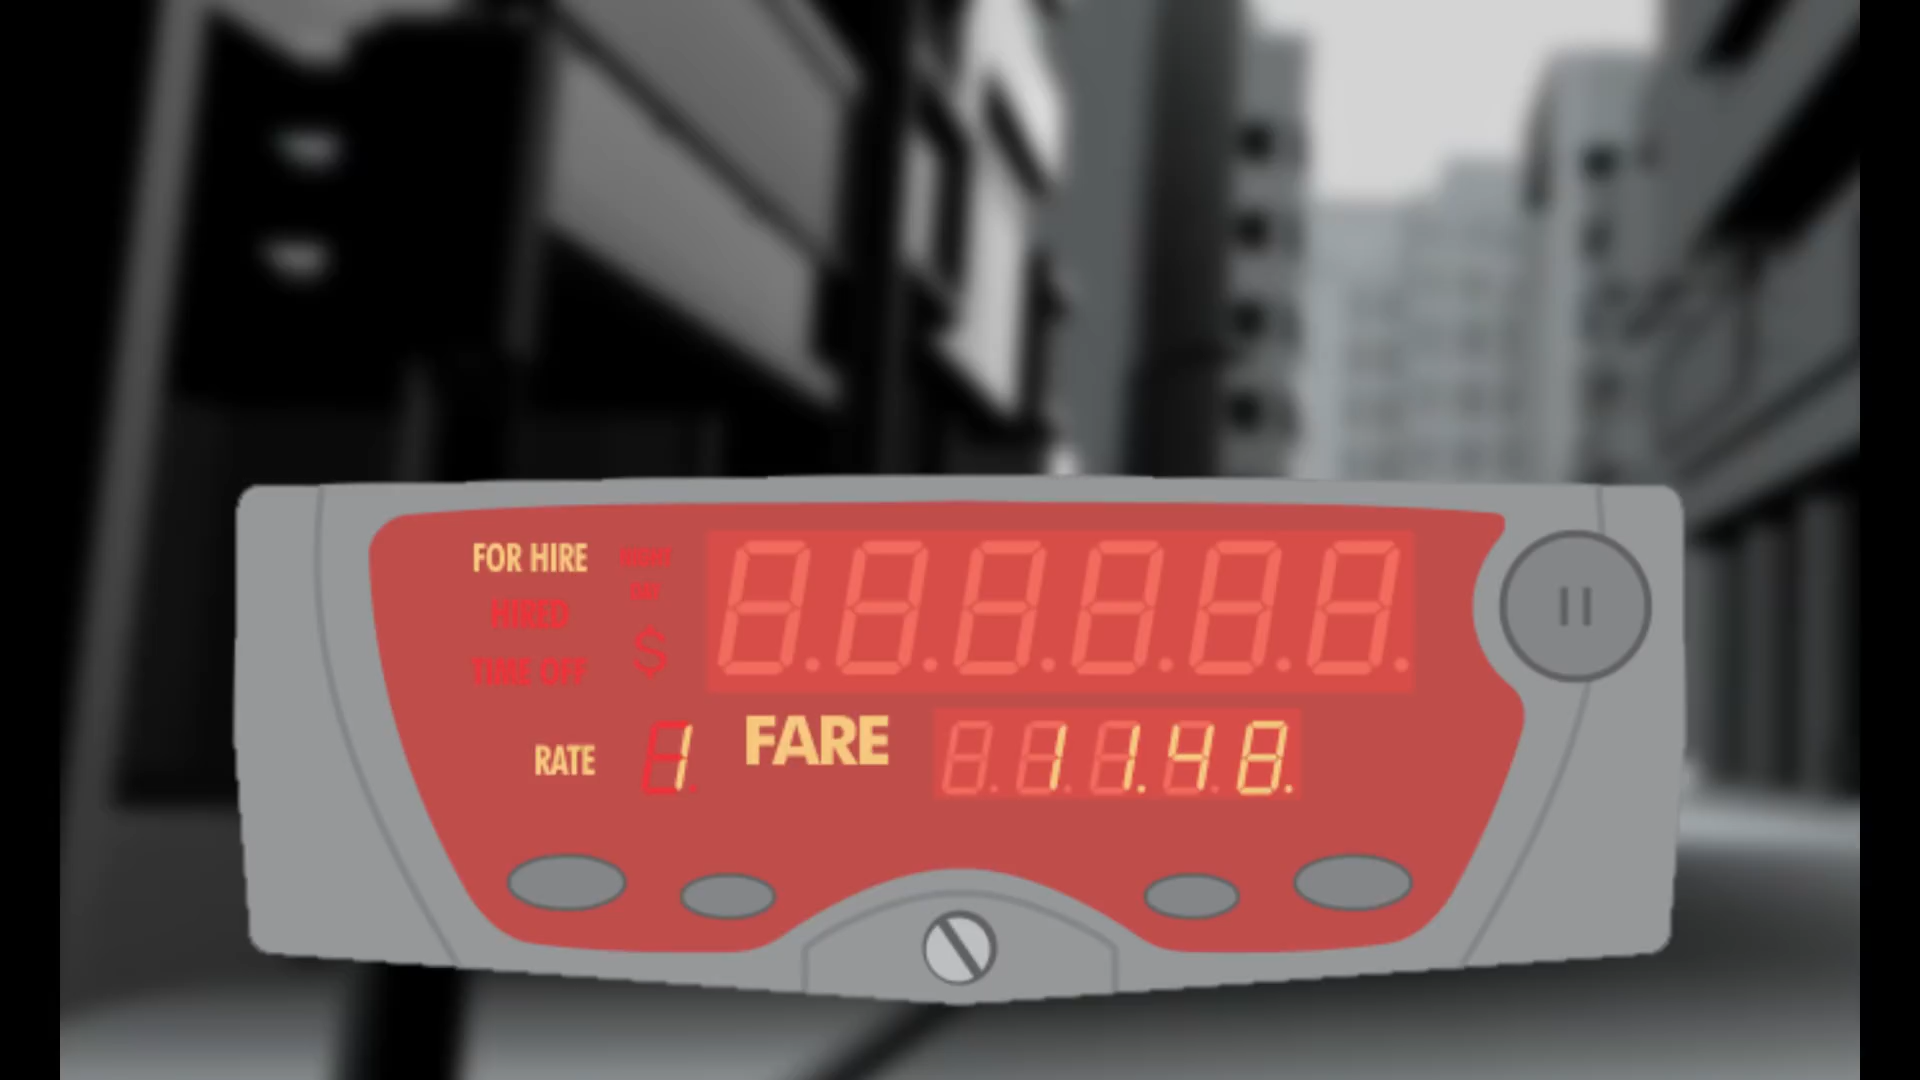 FOR HIRE
HIRED
TIME OFF
$
RATE 1 FARE 11.48.